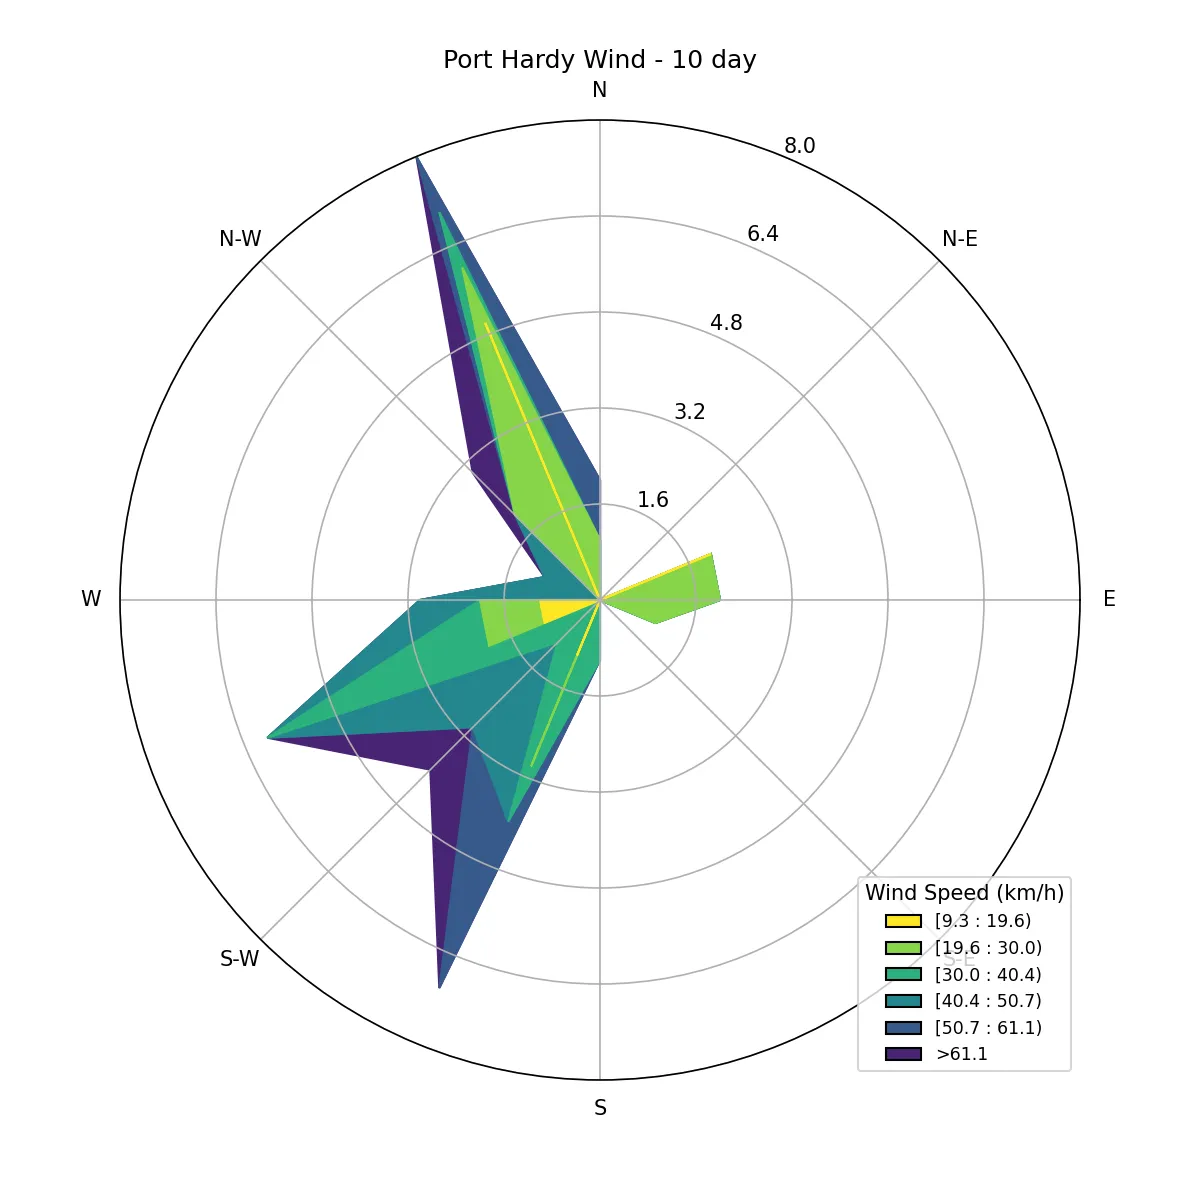 Port Hardy Wind - 10 day
N
8.0
N-W
6.4
N-E
4.8
3.2
1.6
W
E
Wind Speed (km/h)
[9.3 : 19.6)
[19.6 : 30.0)
S-W
S-E
[30.0 : 40.4)
[40.4 : 50.7)
[50.7 : 61.1)
>61.1
S